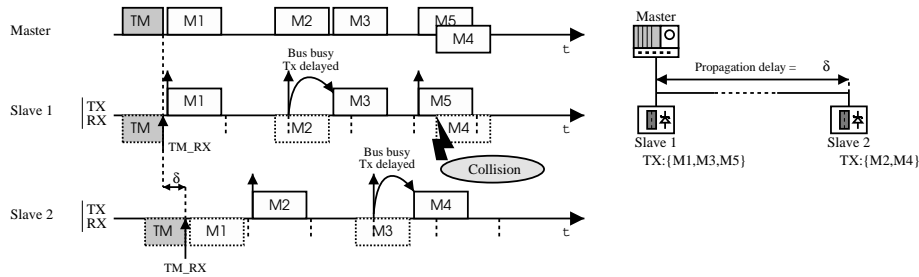 Master
TM
M1
M2
M3
M5
M4
t
Bus busy
Tx delayed
Slave 1
TX
RX
M1
M3
M5
t
TM
M2
M4
TM_RX
Bus busy
Tx delayed
Collision
δ
Slave 2
TX
RX
M2
M4
t
TM
M1
M3
TM_RX
Master
Propagation delay = δ
Slave 1
Slave 2
TX:{M1,M3,M5}
TX:{M2,M4}